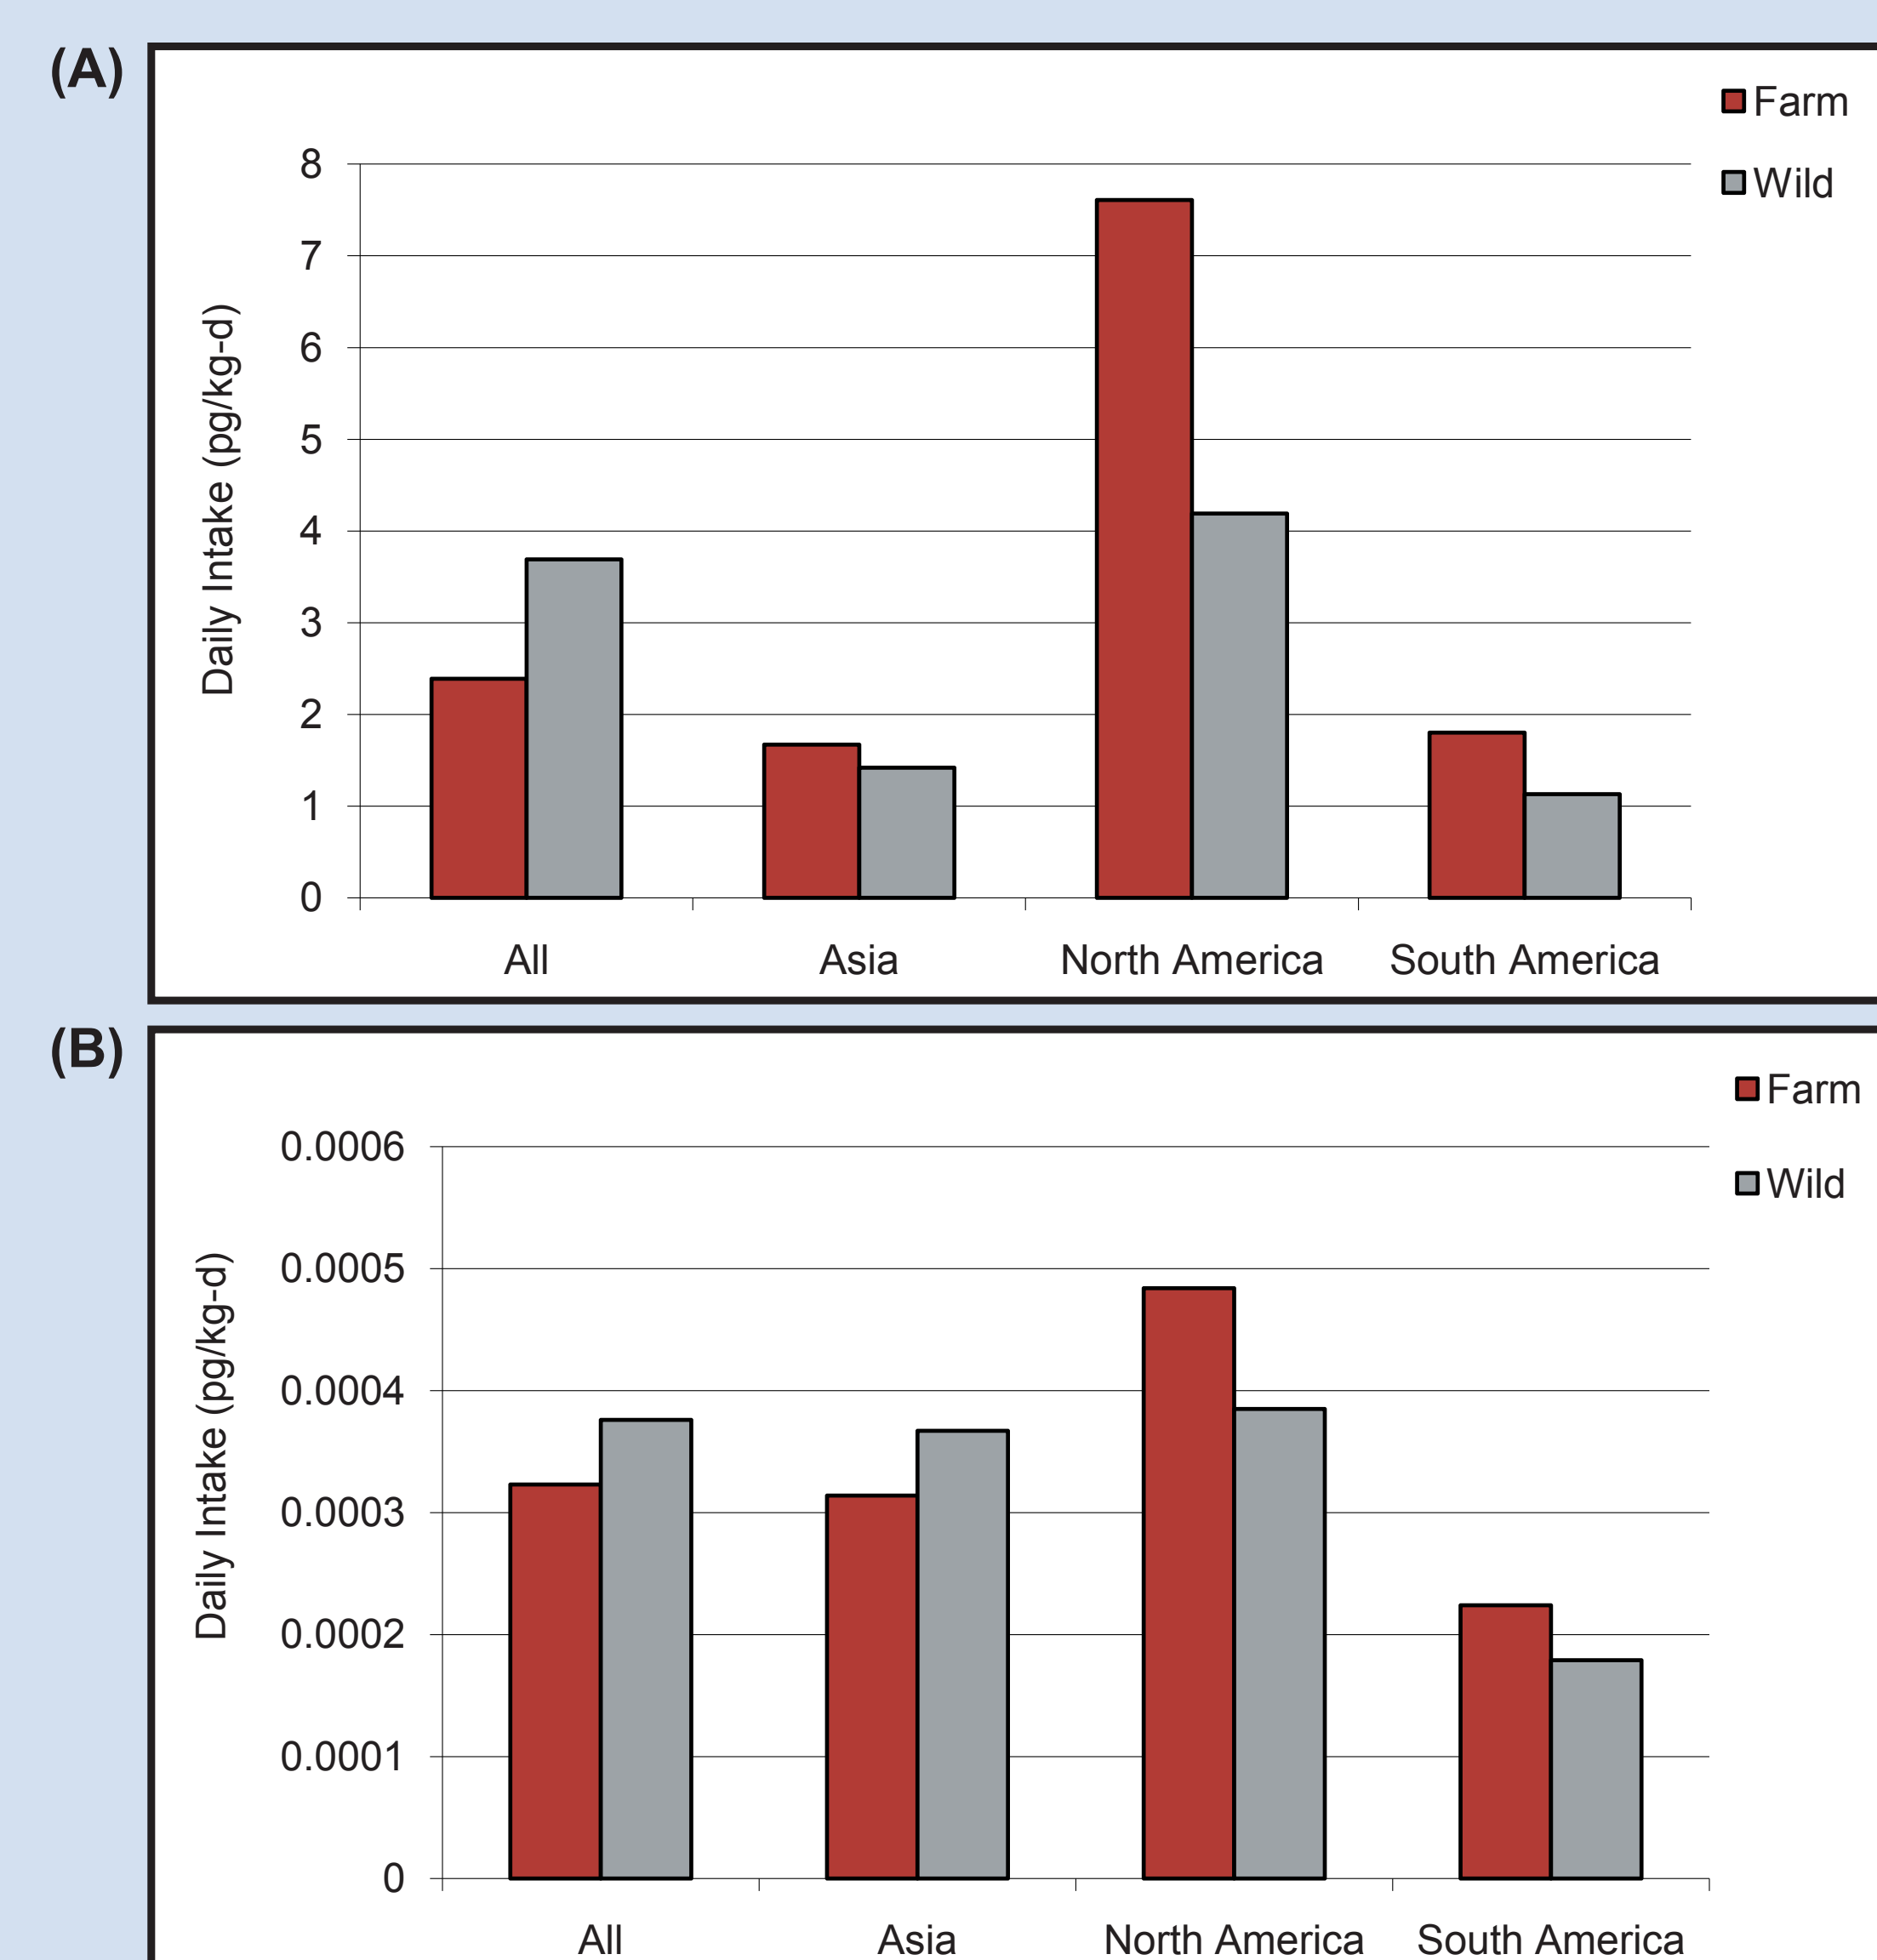 (A)
Farm
Wild
Daily Intake (pg/kg-d)
8
7
6
5
4
3
2
1
0
All Asia North America South America
(B)
Farm
Wild
Daily Intake (pg/kg-d)
0.0006
0.0005
0.0004
0.0003
0.0002
0.0001
0
All Asia North America South America